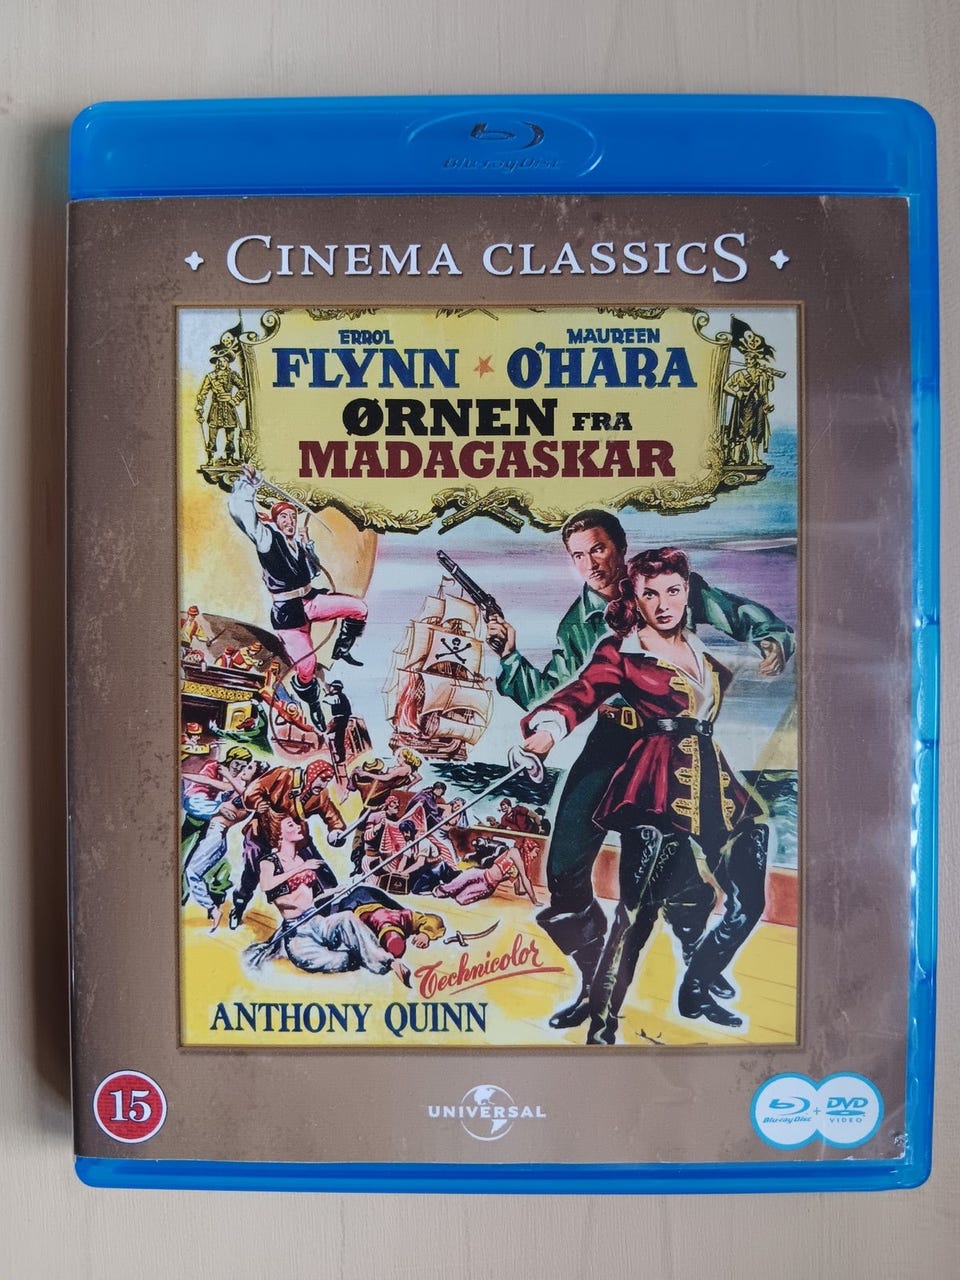 Blu-ray Disc
CINEMA CLASSICS
ERROL MAUREEN
FLYNN O'HARA
ØRNEN FRA
MADAGASKAR
Technicolor
ANTHONY QUINN
15
UNIVERSAL
Blu-ray Disc + DVD VIDEO